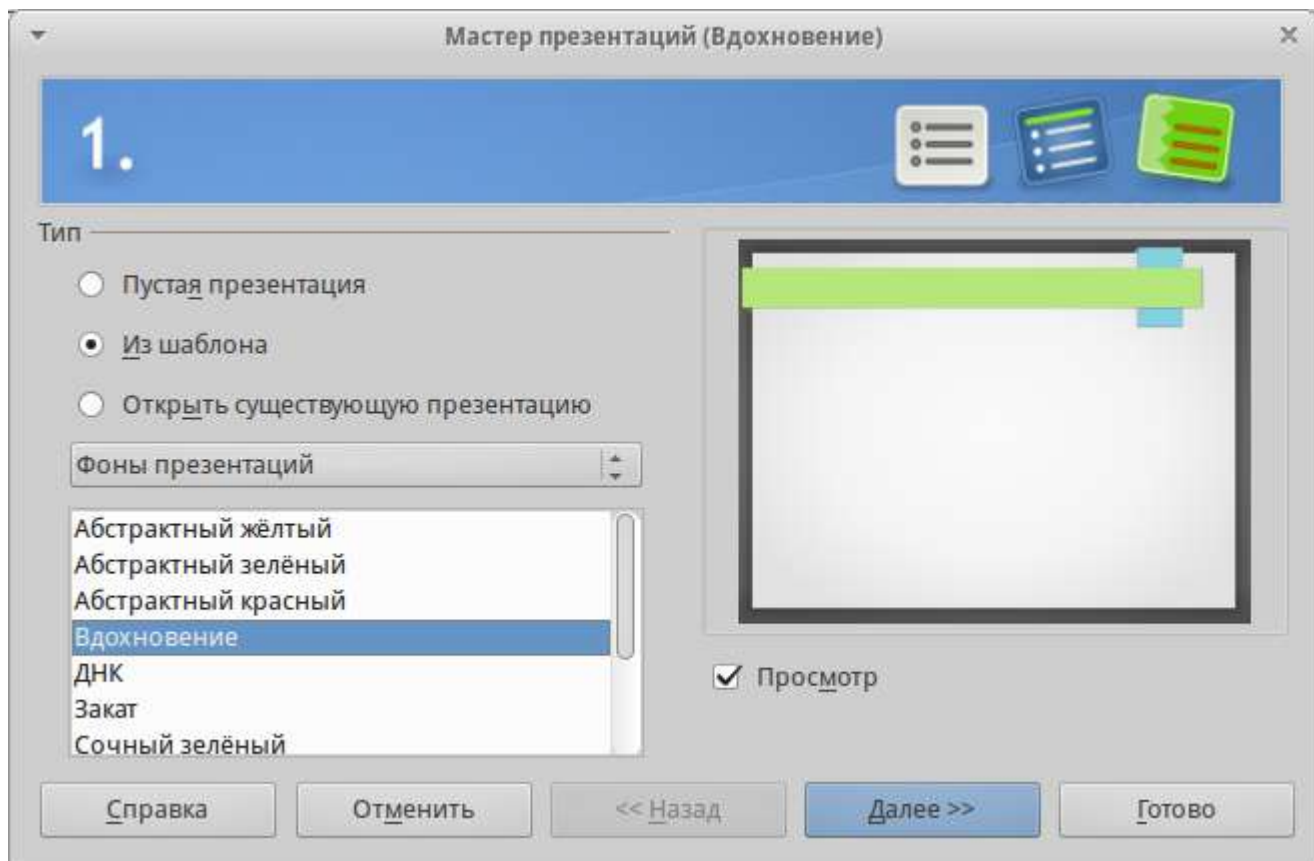 Мастер презентаций (Вдохновение)
1.
Тип
Пустая презентация
Из шаблона
Открыть существующую презентацию
Фоны презентаций
Абстрактный жёлтый
Абстрактный зелёный
Абстрактный красный
Вдохновение
ДНК
Закат
Сочный зелёный
Просмотр
Справка Отменить << Назад Далее >> Готово